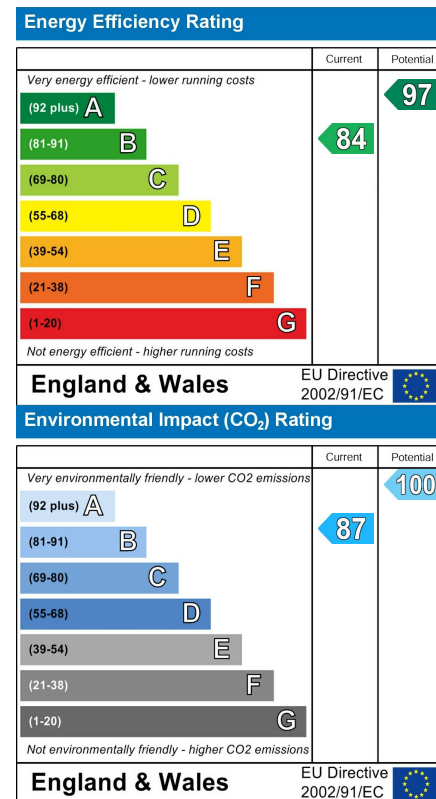 Energy Efficiency Rating
Current Potential
Very energy efficient - lower running costs
(92 plus) A
97
(81-91) B
84
(69-80) C
(55-68) D
(39-54) E
(21-38) F
(1-20) G
Not energy efficient - higher running costs
England & Wales
EU Directive
2002/91/EC
Environmental Impact (CO₂) Rating
Current Potential
Very environmentally friendly - lower CO2 emissions
100
(92 plus) A
(81-91) B
87
(69-80) C
(55-68) D
(39-54) E
(21-38) F
(1-20) G
Not environmentally friendly - higher CO2 emissions
England & Wales
EU Directive
2002/91/EC